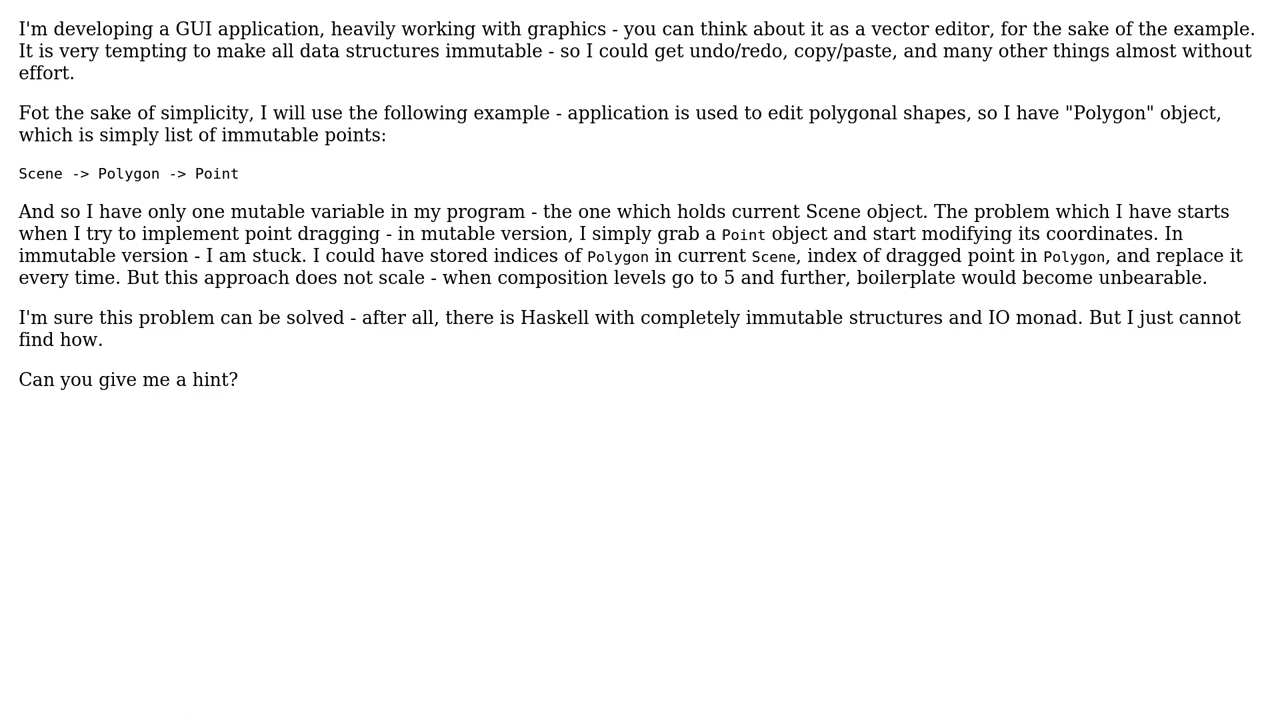 I'm developing a GUI application, heavily working with graphics - you can think about it as a vector editor, for the sake of the example.
It is very tempting to make all data structures immutable - so I could get undo/redo, copy/paste, and many other things almost without
effort.
Fot the sake of simplicity, I will use the following example - application is used to edit polygonal shapes, so I have "Polygon" object,
which is simply list of immutable points:
Scene -> Polygon -> Point
And so I have only one mutable variable in my program - the one which holds current Scene object. The problem which I have starts
when I try to implement point dragging - in mutable version, I simply grab a Point object and start modifying its coordinates. In
immutable version - I am stuck. I could have stored indices of Polygon in current Scene, index of dragged point in Polygon, and replace it
every time. But this approach does not scale - when composition levels go to 5 and further, boilerplate would become unbearable.
I'm sure this problem can be solved - after all, there is Haskell with completely immutable structures and IO monad. But I just cannot
find how.
Can you give me a hint?